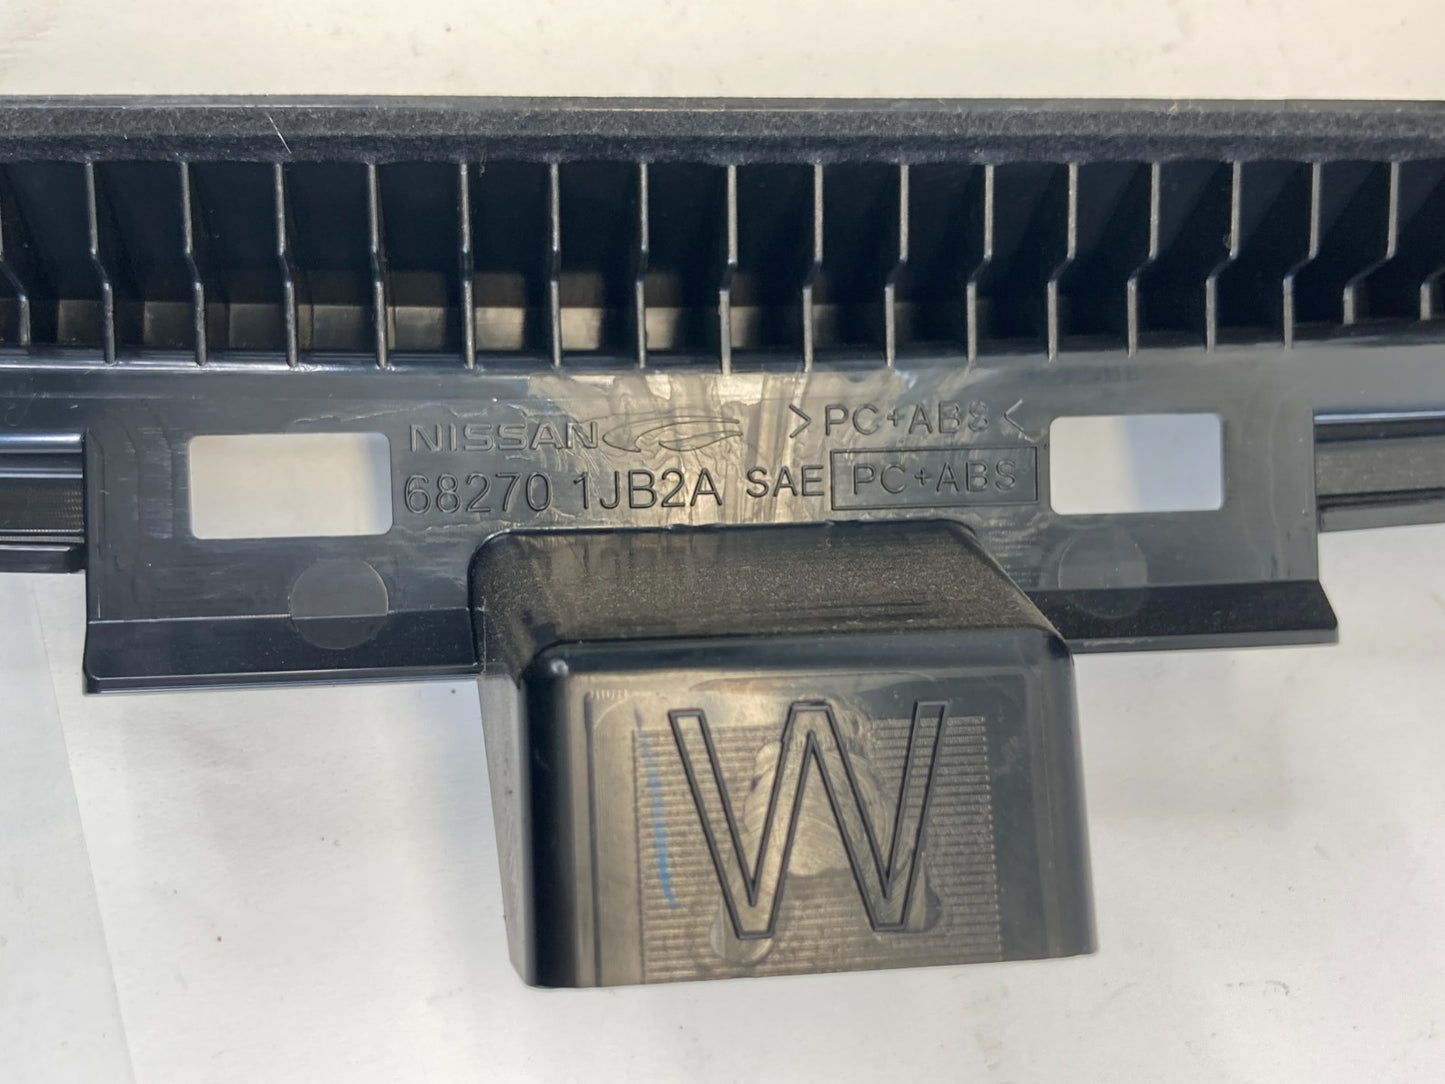 NISSAN >PC+ABS<
68270 1JB2A SAE PC+ABS
W